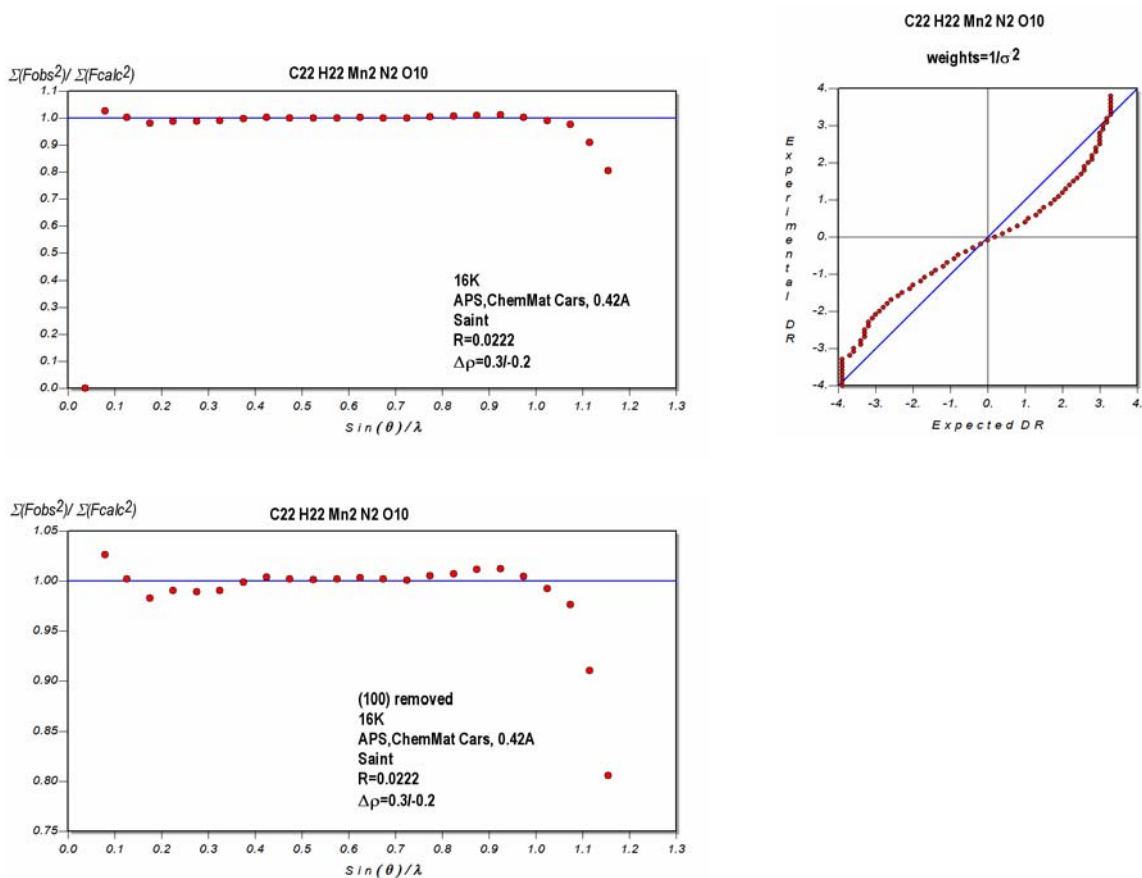 C22 H22 Mn2 N2 O10
Σ(Fobs²)/ Σ(Fcalc²)
1.1
1.0
0.9
0.8
0.7
0.6
0.5
0.4
0.3
0.2
0.1
0.0
16K
APS,ChemMat Cars, 0.42A
Saint
R=0.0222
Δρ=0.3/-0.2
0.0 0.1 0.2 0.3 0.4 0.5 0.6 0.7 0.8 0.9 1.0 1.1 1.2 1.3
Sin(θ)/λ
C22 H22 Mn2 N2 O10
weights=1/σ²
Experimental DR
4.
3.
2.
1.
0.
-1.
-2.
-3.
-4.
-4. -3. -2. -1. 0. 1. 2. 3. 4.
Expected DR
Σ(Fobs²)/ Σ(Fcalc²)
C22 H22 Mn2 N2 O10
1.05
1.00
0.95
0.90
0.85
0.80
0.75
(100) removed
16K
APS,ChemMat Cars, 0.42A
Saint
R=0.0222
Δρ=0.3/-0.2
0.0 0.1 0.2 0.3 0.4 0.5 0.6 0.7 0.8 0.9 1.0 1.1 1.2 1.3
Sin(θ)/λ